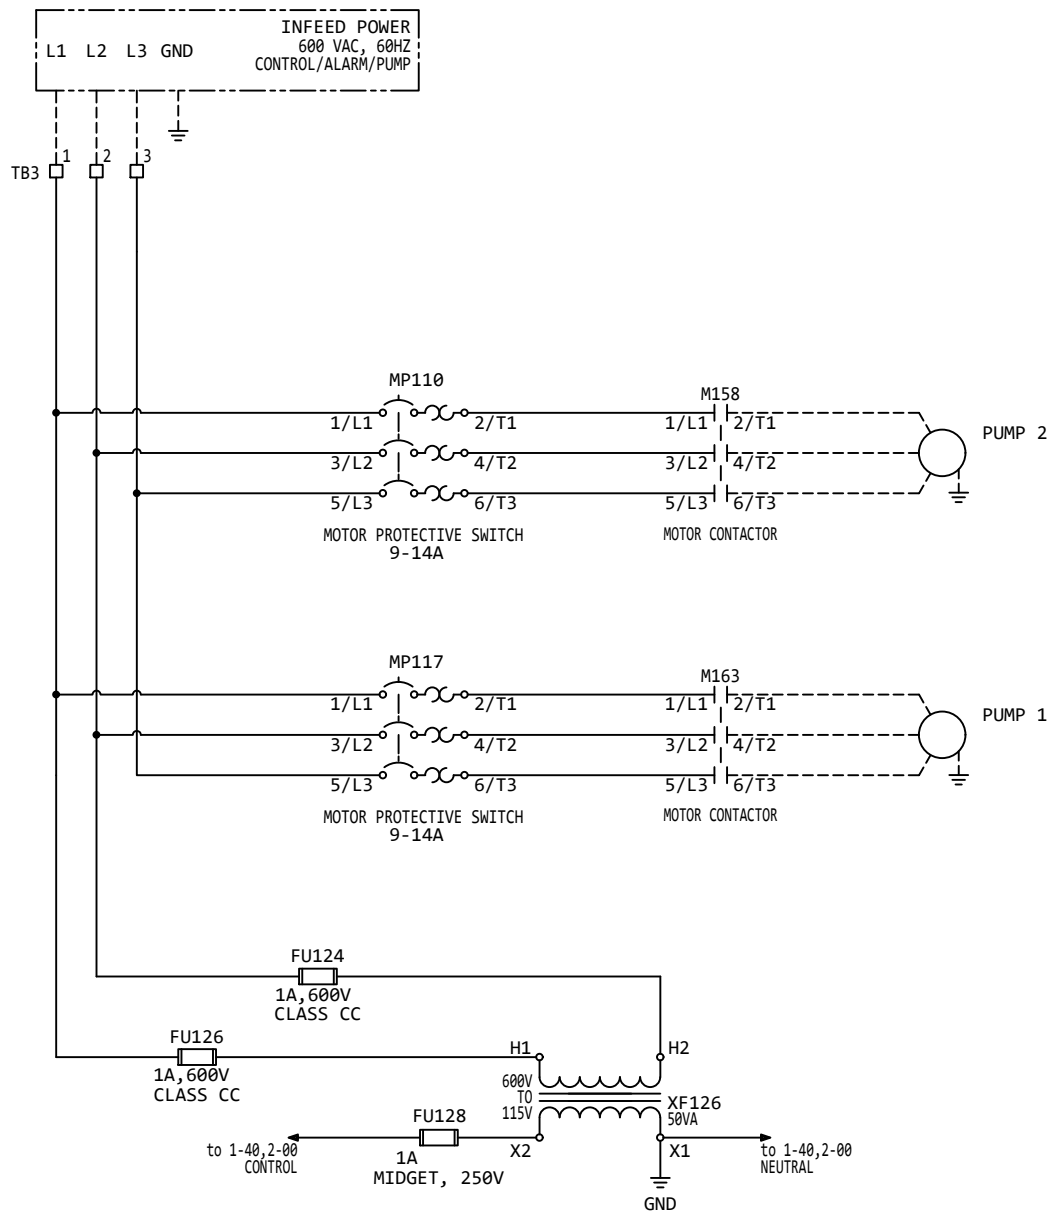 INFEED POWER
600 VAC, 60HZ
CONTROL/ALARM/PUMP
L1 L2 L3 GND
1 2 3
TB3
MP110
M158
1/L1 2/T1 1/L1 2/T1
PUMP 2
3/L2 4/T2 3/L2 4/T2
5/L3 6/T3 5/L3 6/T3
MOTOR PROTECTIVE SWITCH
9-14A
MOTOR CONTACTOR
MP117
M163
1/L1 2/T1 1/L1 2/T1
PUMP 1
3/L2 4/T2 3/L2 4/T2
5/L3 6/T3 5/L3 6/T3
MOTOR PROTECTIVE SWITCH
9-14A
MOTOR CONTACTOR
FU124
1A,600V
CLASS CC
FU126
1A,600V
CLASS CC
H1 H2
600V
TO
115V
XF126
50VA
FU128
1A
MIDGET, 250V
X2 X1
to 1-40,2-00
CONTROL
to 1-40,2-00
NEUTRAL
GND